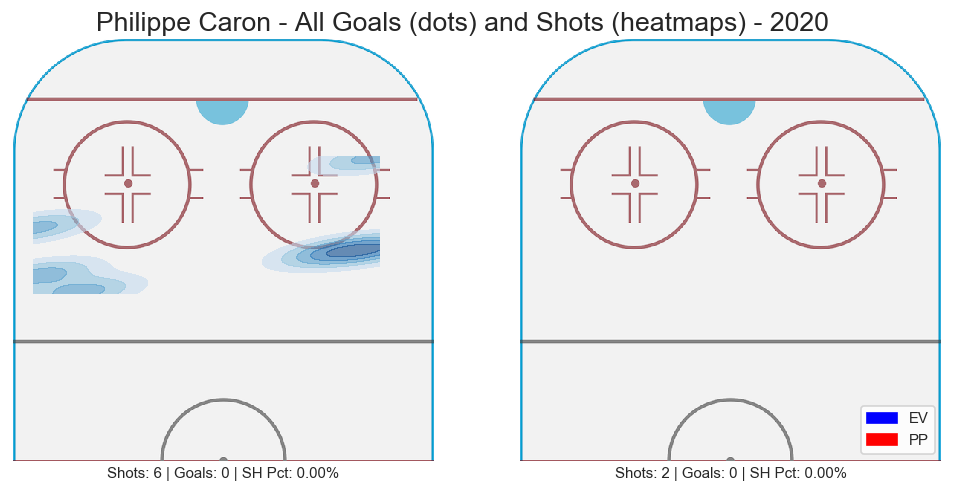 Philippe Caron - All Goals (dots) and Shots (heatmaps) - 2020
EV
PP
Shots: 6 | Goals: 0 | SH Pct: 0.00%
Shots: 2 | Goals: 0 | SH Pct: 0.00%